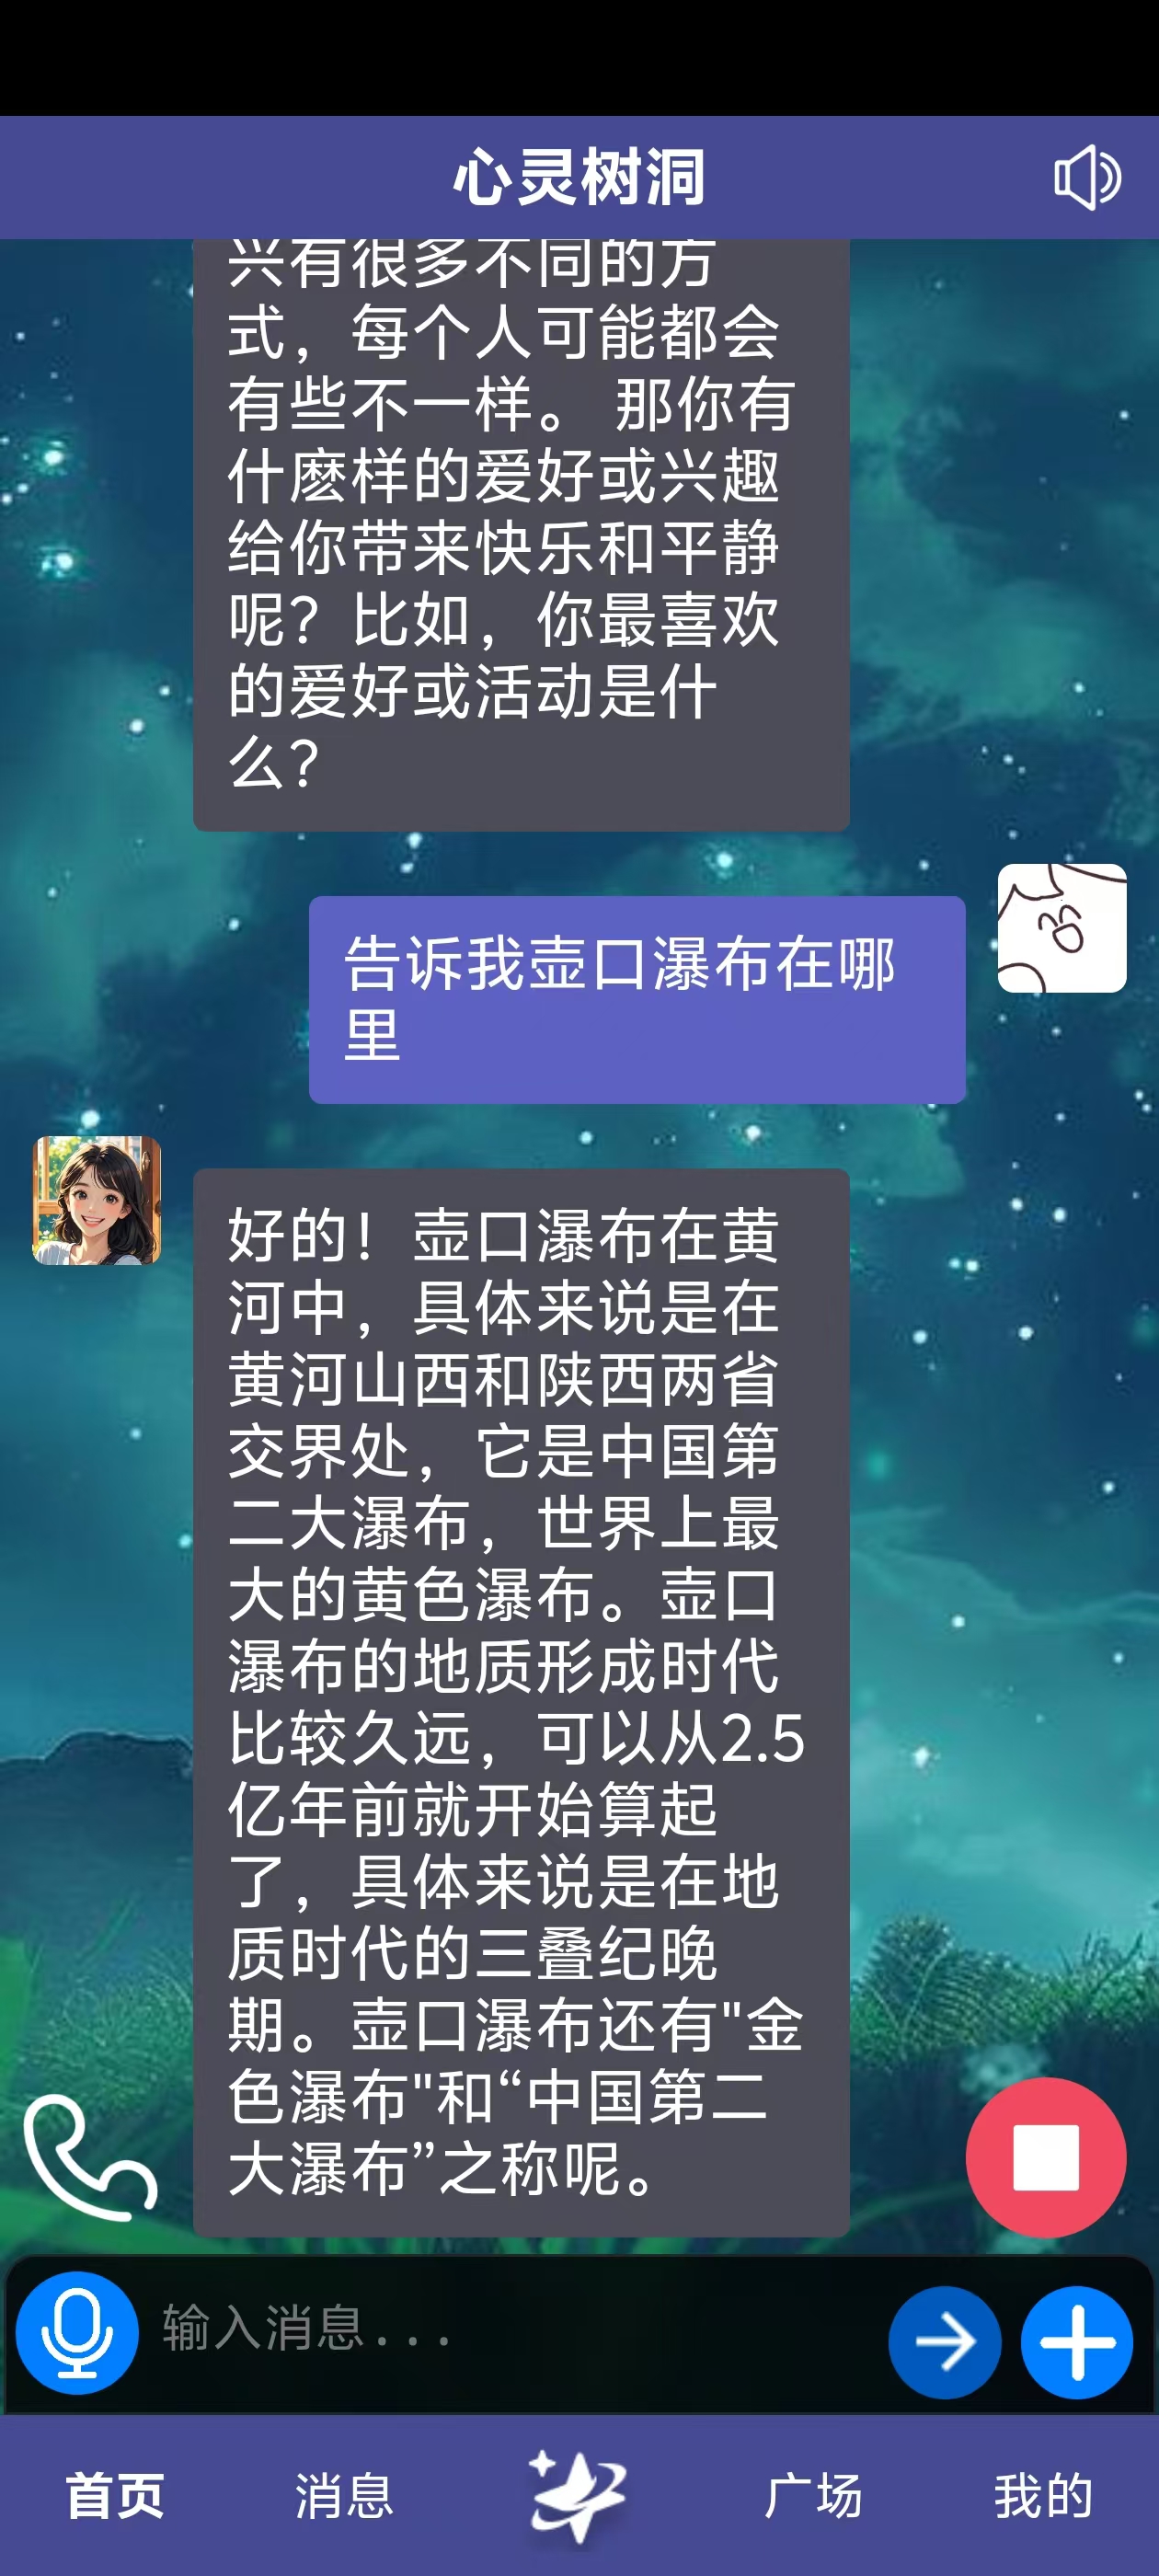 心灵树洞
兴有很多不同的方
式，每个人可能都会
有些不一样。 那你有
什麽样的爱好或兴趣
给你带来快乐和平静
呢？比如，你最喜欢
的爱好或活动是什
么？
告诉我壶口瀑布在哪
里
好的！壶口瀑布在黄
河中，具体来说是在
黄河山西和陕西两省
交界处，它是中国第
二大瀑布，世界上最
大的黄色瀑布。壶口
瀑布的地质形成时代
比较久远，可以从2.5
亿年前就开始算起
了，具体来说是在地
质时代的三叠纪晚
期。壶口瀑布还有"金
色瀑布"和“中国第二
大瀑布”之称呢。
输入消息...
首页
消息
广场
我的